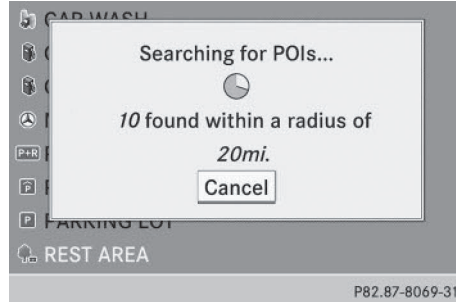 CAR WASH
Searching for POIs...
10 found within a radius of
20mi.
Cancel
P+R
P
P
PARKING LOT
REST AREA
P82.87-8069-31